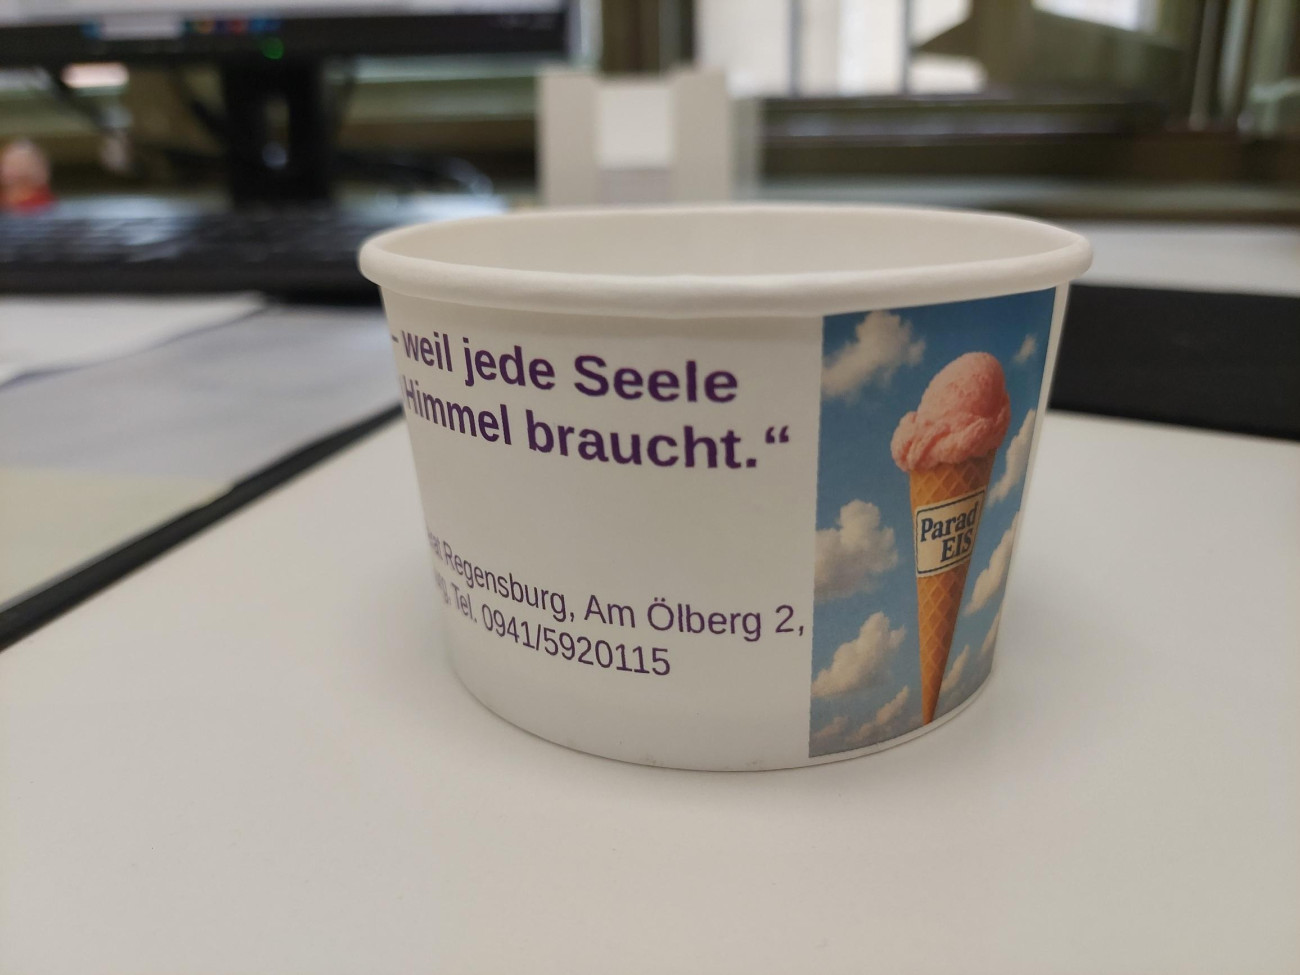 – weil jede Seele
Himmel braucht.“
Regensburg, Am Ölberg 2,
Tel. 0941/5920115
Parad
EIS